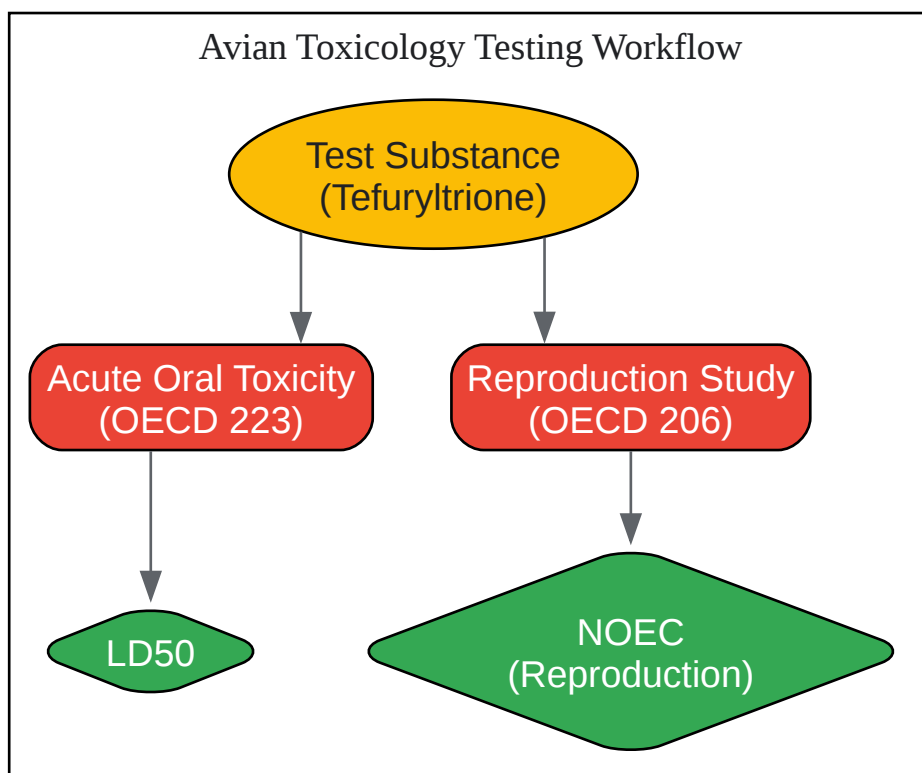 Avian Toxicology Testing Workflow
Test Substance
(Tefuryltrione)
Acute Oral Toxicity
(OECD 223)
Reproduction Study
(OECD 206)
LD50
NOEC
(Reproduction)